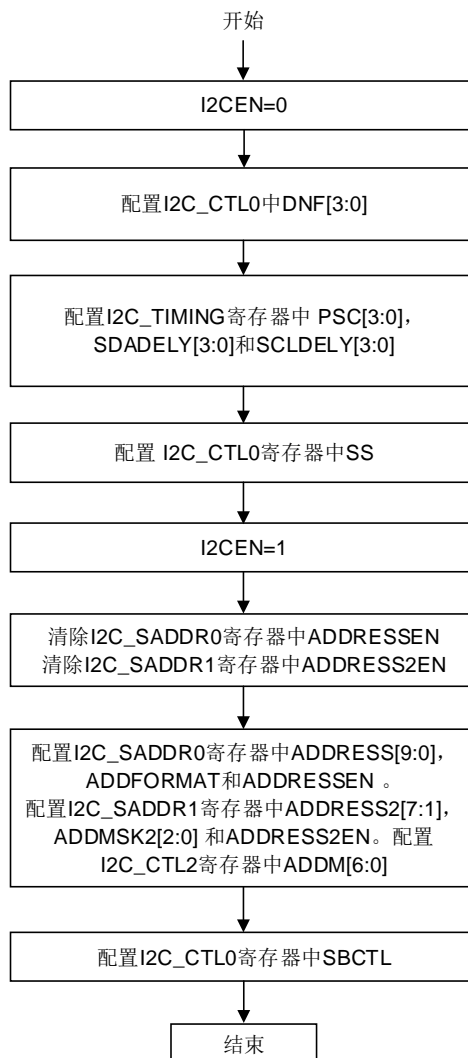 开始
I2CEN=0
配置I2C_CTL0中DNF[3:0]
配置I2C_TIMING寄存器中 PSC[3:0]，
SDADELY[3:0]和SCLDELY[3:0]
配置 I2C_CTL0寄存器中SS
I2CEN=1
清除I2C_SADDR0寄存器中ADDRESSEN
清除I2C_SADDR1寄存器中ADDRESS2EN
配置I2C_SADDR0寄存器中ADDRESS[9:0]，
ADDFORMAT和ADDRESSEN 。
配置I2C_SADDR1寄存器中ADDRESS2[7:1]，
ADDMSK2[2:0] 和ADDRESS2EN。配置
I2C_CTL2寄存器中ADDM[6:0]
配置I2C_CTL0寄存器中SBCTL
结束